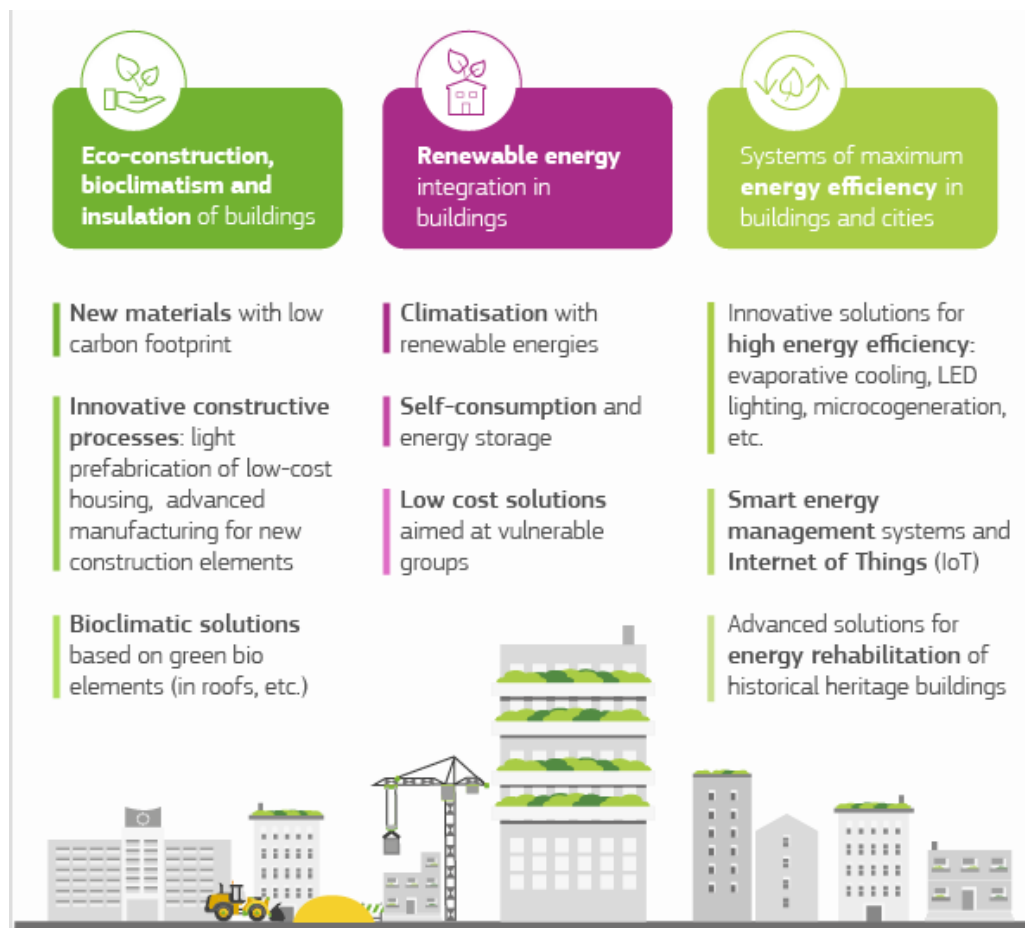 Eco-construction,
bioclimatism and
insulation of buildings
New materials with low
carbon footprint
Innovative constructive
processes: light
prefabrication of low-cost
housing, advanced
manufacturing for new
construction elements
Bioclimatic solutions
based on green bio
elements (in roofs, etc.)
Renewable energy
integration in
buildings
Climatisation with
renewable energies
Self-consumption and
energy storage
Low cost solutions
aimed at vulnerable
groups
Systems of maximum
energy efficiency in
buildings and cities
Innovative solutions for
high energy efficiency:
evaporative cooling, LED
lighting, microcogeneration,
etc.
Smart energy
management systems and
Internet of Things (IoT)
Advanced solutions for
energy rehabilitation of
historical heritage buildings